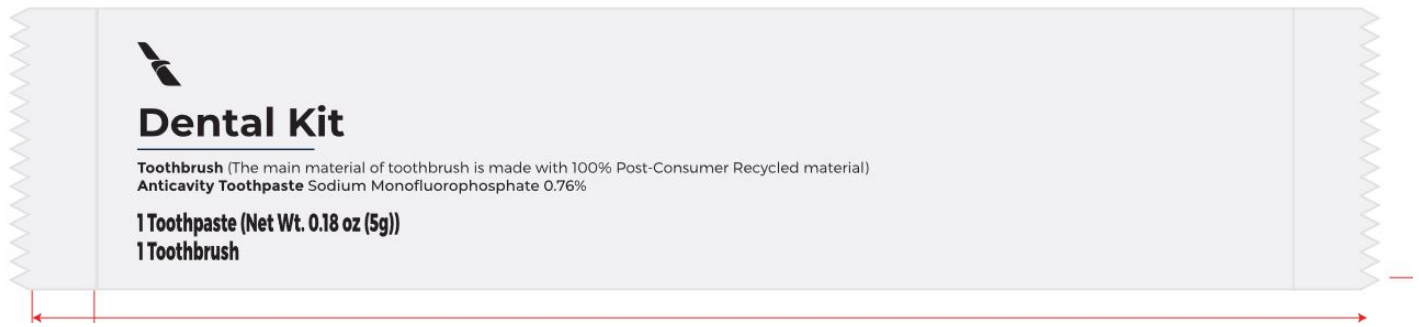 Dental Kit
Toothbrush (The main material of toothbrush is made with 100% Post-Consumer Recycled material)
Anticavity Toothpaste Sodium Monofluorophosphate 0.76%
1 Toothpaste (Net Wt. 0.18 oz (5g))
1 Toothbrush